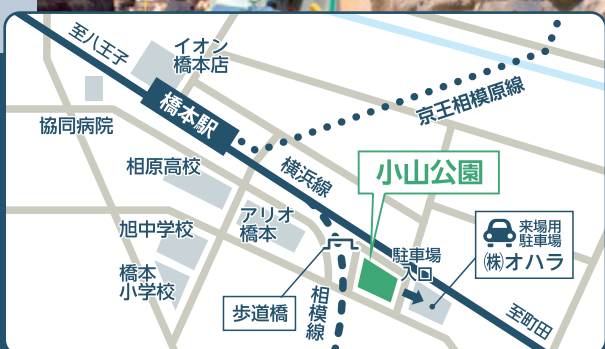 至八王子
イオン
橋本店
橋本駅
協同病院
京王相模原線
相原高校
横浜線
小山公園
旭中学校
アリオ
橋本
駐車場
入口
来場用
駐車場
㈱オハラ
橋本
小学校
歩道橋
相模線
至町田